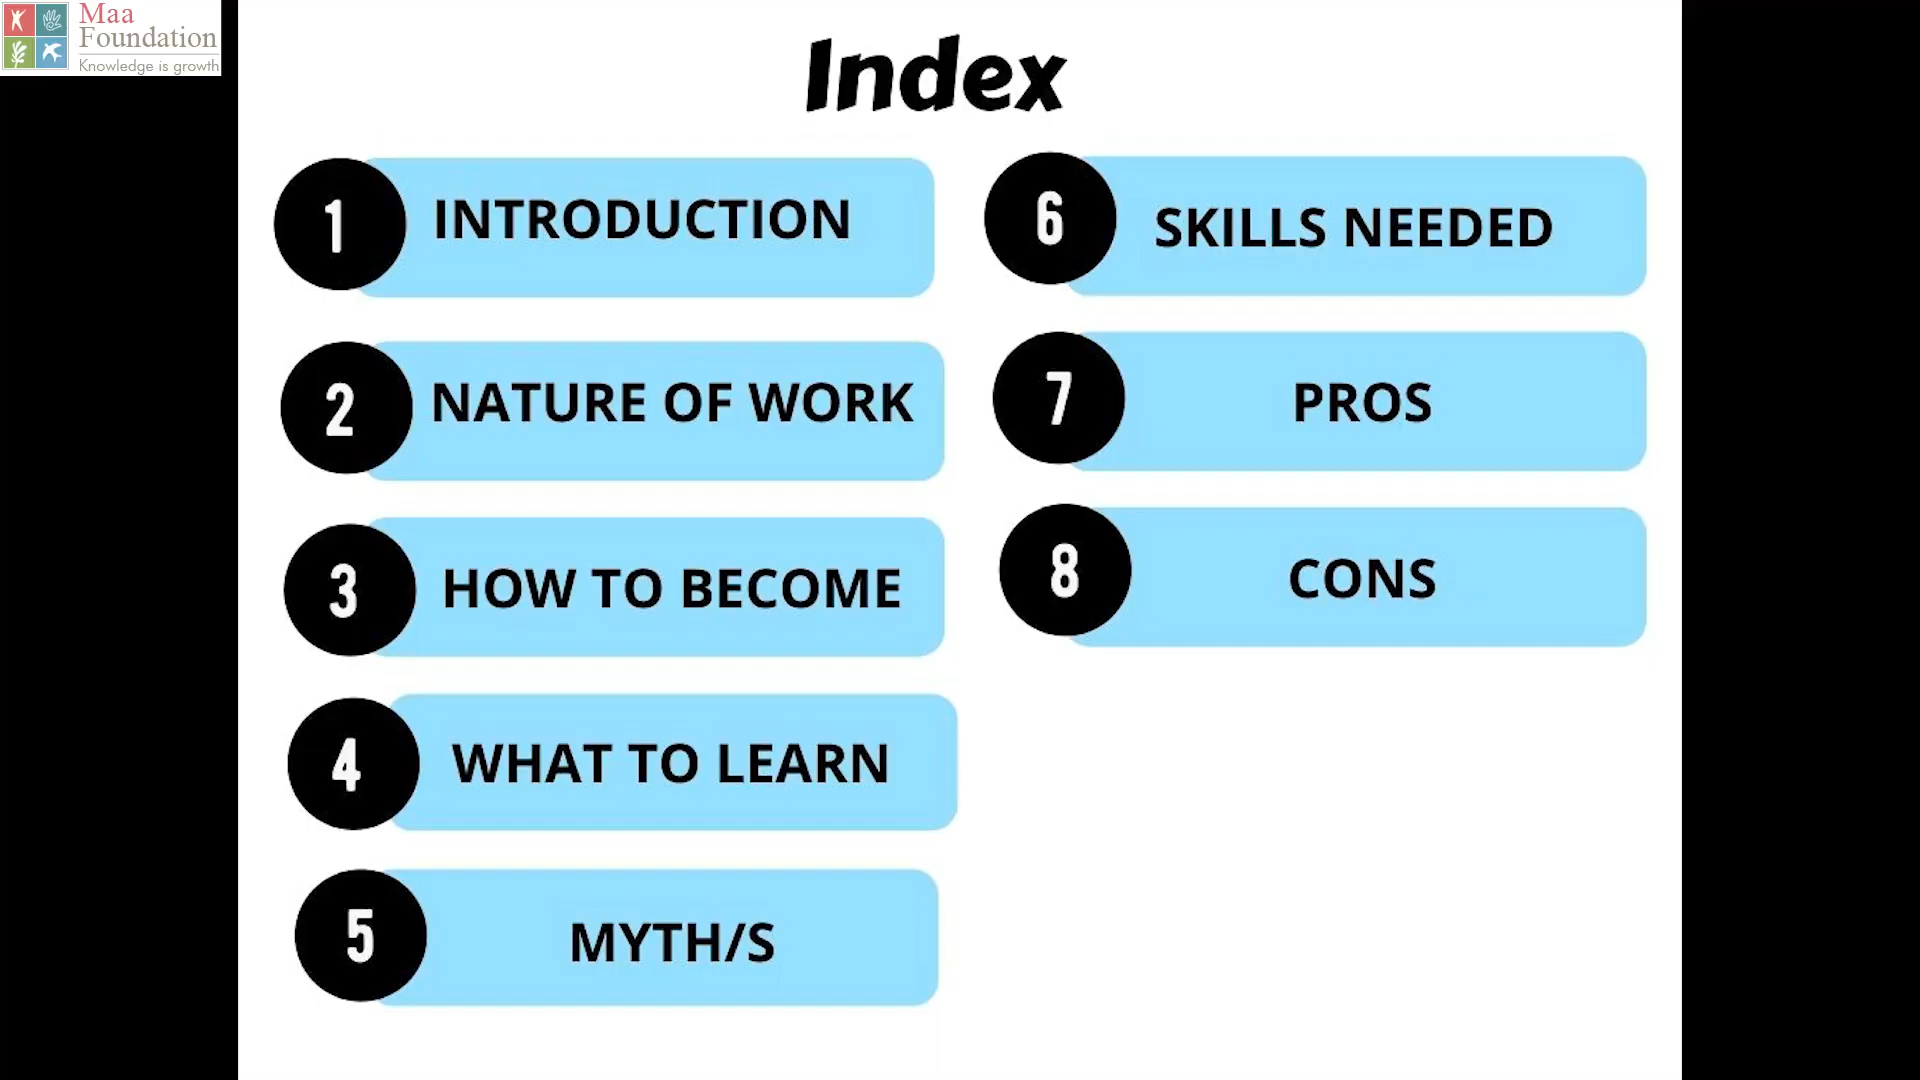 Maa
Foundation
Knowledge is growth
Index
1 INTRODUCTION
2 NATURE OF WORK
3 HOW TO BECOME
4 WHAT TO LEARN
5 MYTH/S
6 SKILLS NEEDED
7 PROS
8 CONS